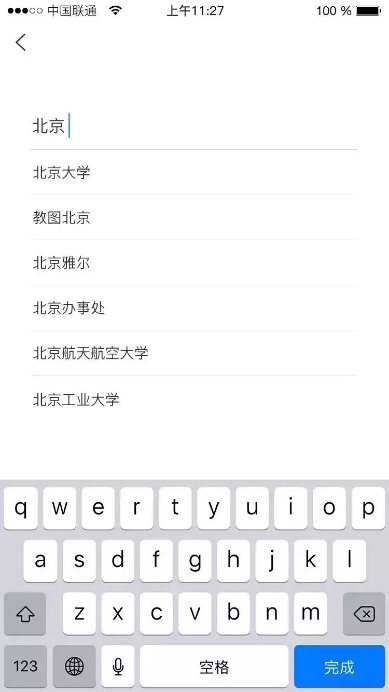 中国联通 上午11:27 100 %
北京
北京大学
教图北京
北京雅尔
北京办事处
北京航天航空大学
北京工业大学
q w e r t y u i o p
a s d f g h j k l
z x c v b n m
123 空格 完成